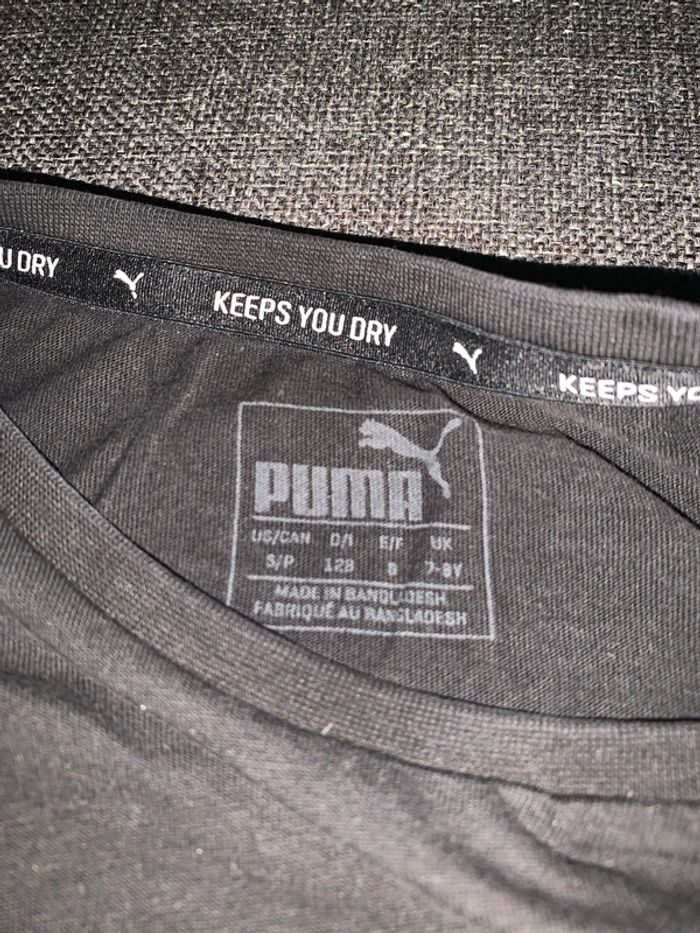 U DRY KEEPS YOU DRY KEEPS YO
PUMA
US/CAN D/I E/F UK
S/P 128 8 7-8Y
MADE IN BANGLADESH
FABRIQUÉ AU BANGLADESH